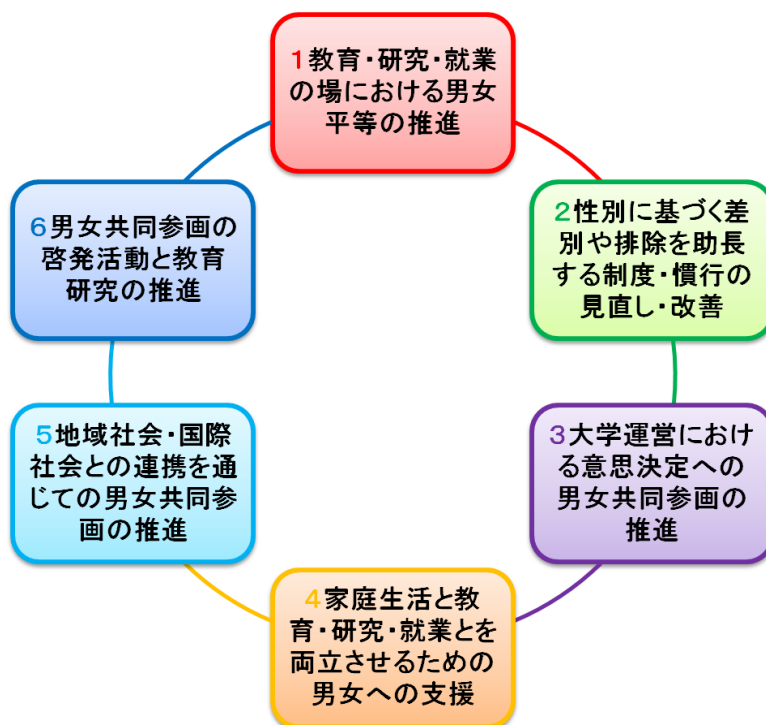 1教育・研究・就業
の場における男女
平等の推進
2性別に基づく差
別や排除を助長
する制度・慣行の
見直し・改善
3大学運営におけ
る意思決定への
男女共同参画の
推進
4家庭生活と教
育・研究・就業とを
両立させるための
男女への支援
5地域社会・国際
社会との連携を通
じての男女共同参
画の推進
6男女共同参画の
啓発活動と教育
研究の推進